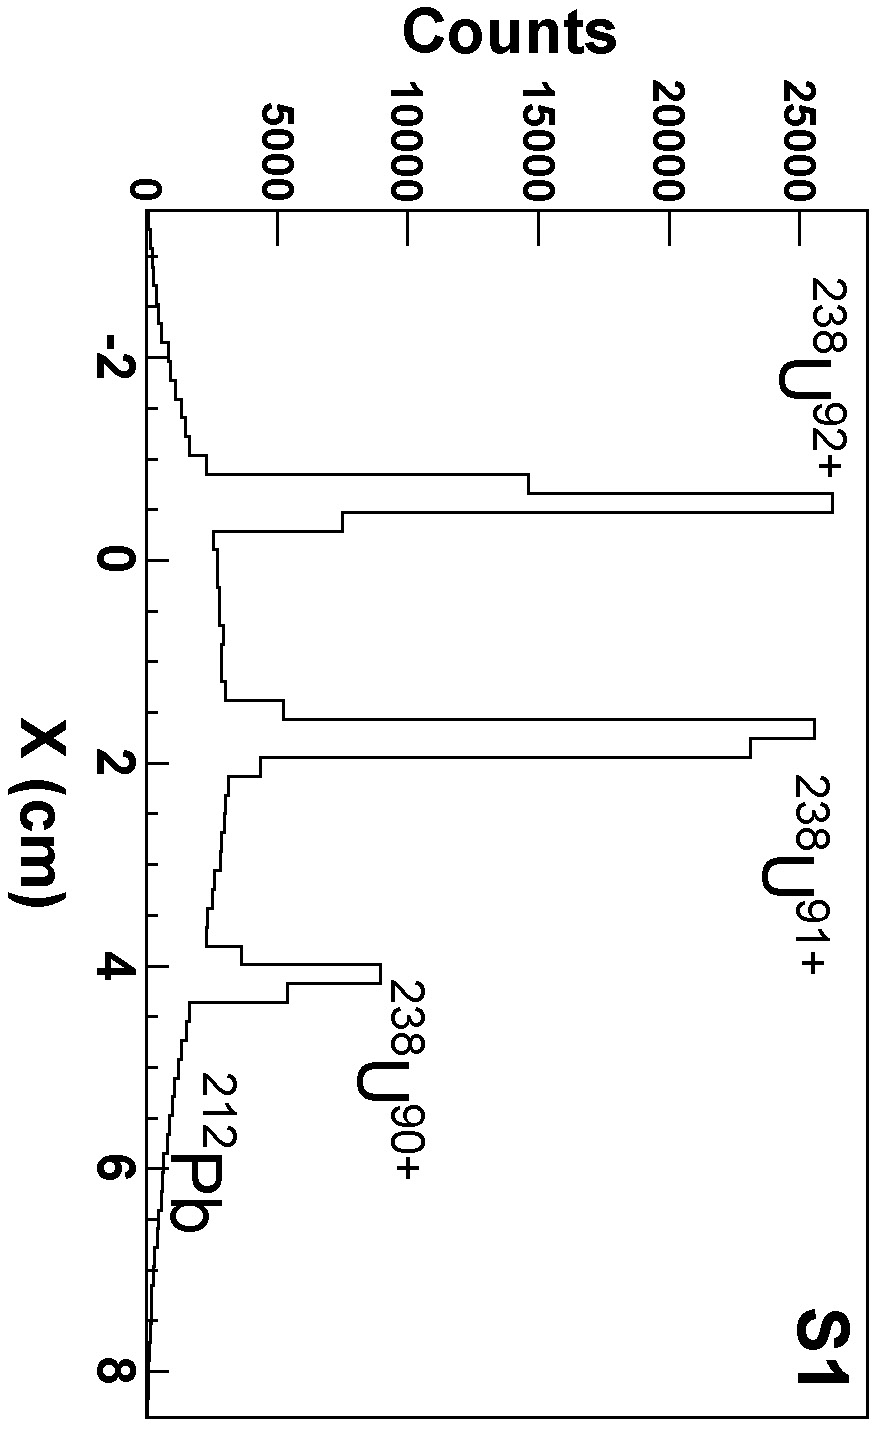 S1
Counts
25000
20000
15000
10000
5000
0
²³⁸U⁹²⁺
²³⁸U⁹¹⁺
²³⁸U⁹⁰⁺
²¹²Pb
-2 0 2 4 6 8
X (cm)